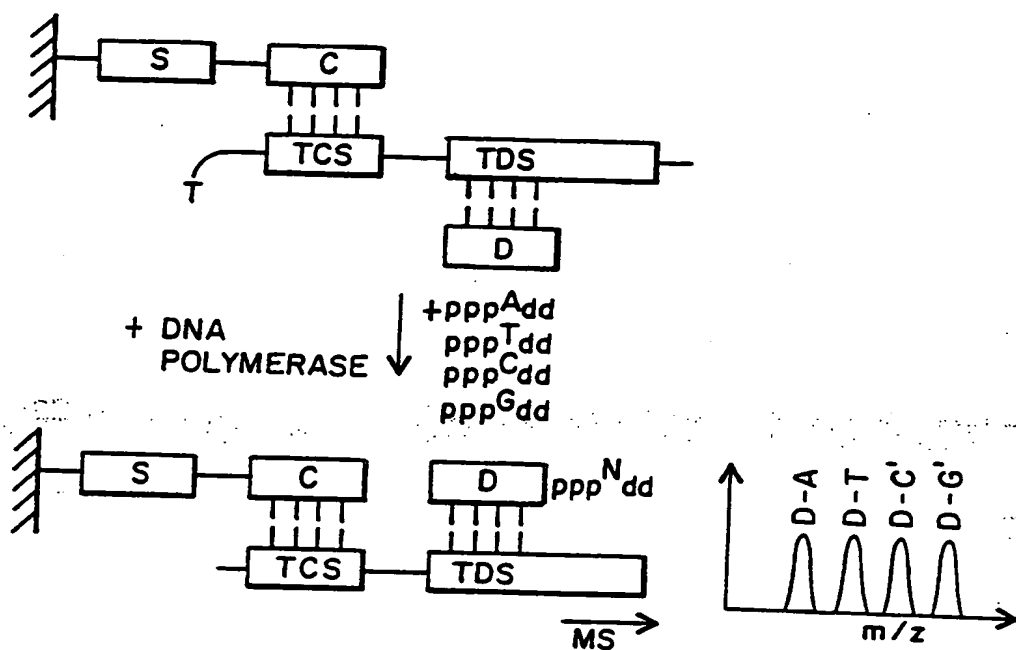 S
C
TCS
TDS
T
D
+ DNA
POLYMERASE
+pppAdd
pppTdd
pppCdd
pppGdd
S
C
D
pppNdd
TCS
TDS
MS
D-A
D-T
D-C'
D-G'
m/z